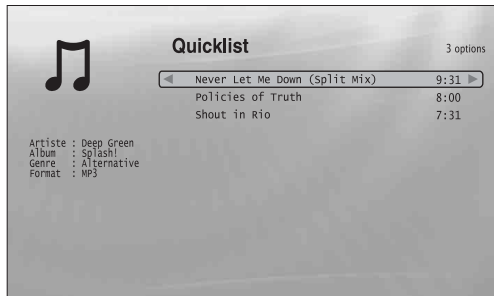 Quicklist
3 options
Never Let Me Down (Split Mix) 9:31
Policies of Truth 8:00
Shout in Rio 7:31
Artiste : Deep Green
Album : Splash!
Genre : Alternative
Format : MP3